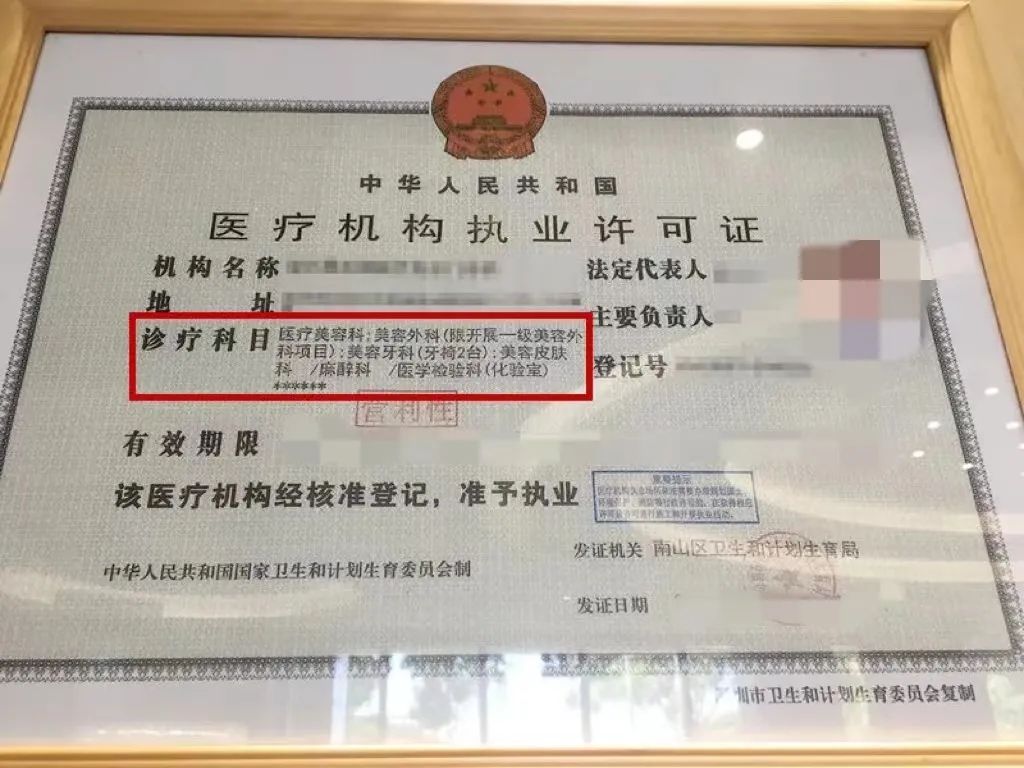 中华人民共和国
医疗机构执业许可证
机构名称
法定代表人
地 址
主要负责人
诊疗科目 医疗美容科;美容外科(限开展一级美容外
科项目);美容牙科(牙椅2台);美容皮肤
科 /麻醉科 /医学检验科(化验室)
******
登记号
营利性
有效期限
该医疗机构经核准登记，准予执业
重要提示
发证机关 南山区卫生和计划生育局
中华人民共和国国家卫生和计划生育委员会制
发证日期
圳市卫生和计划生育委员会复制